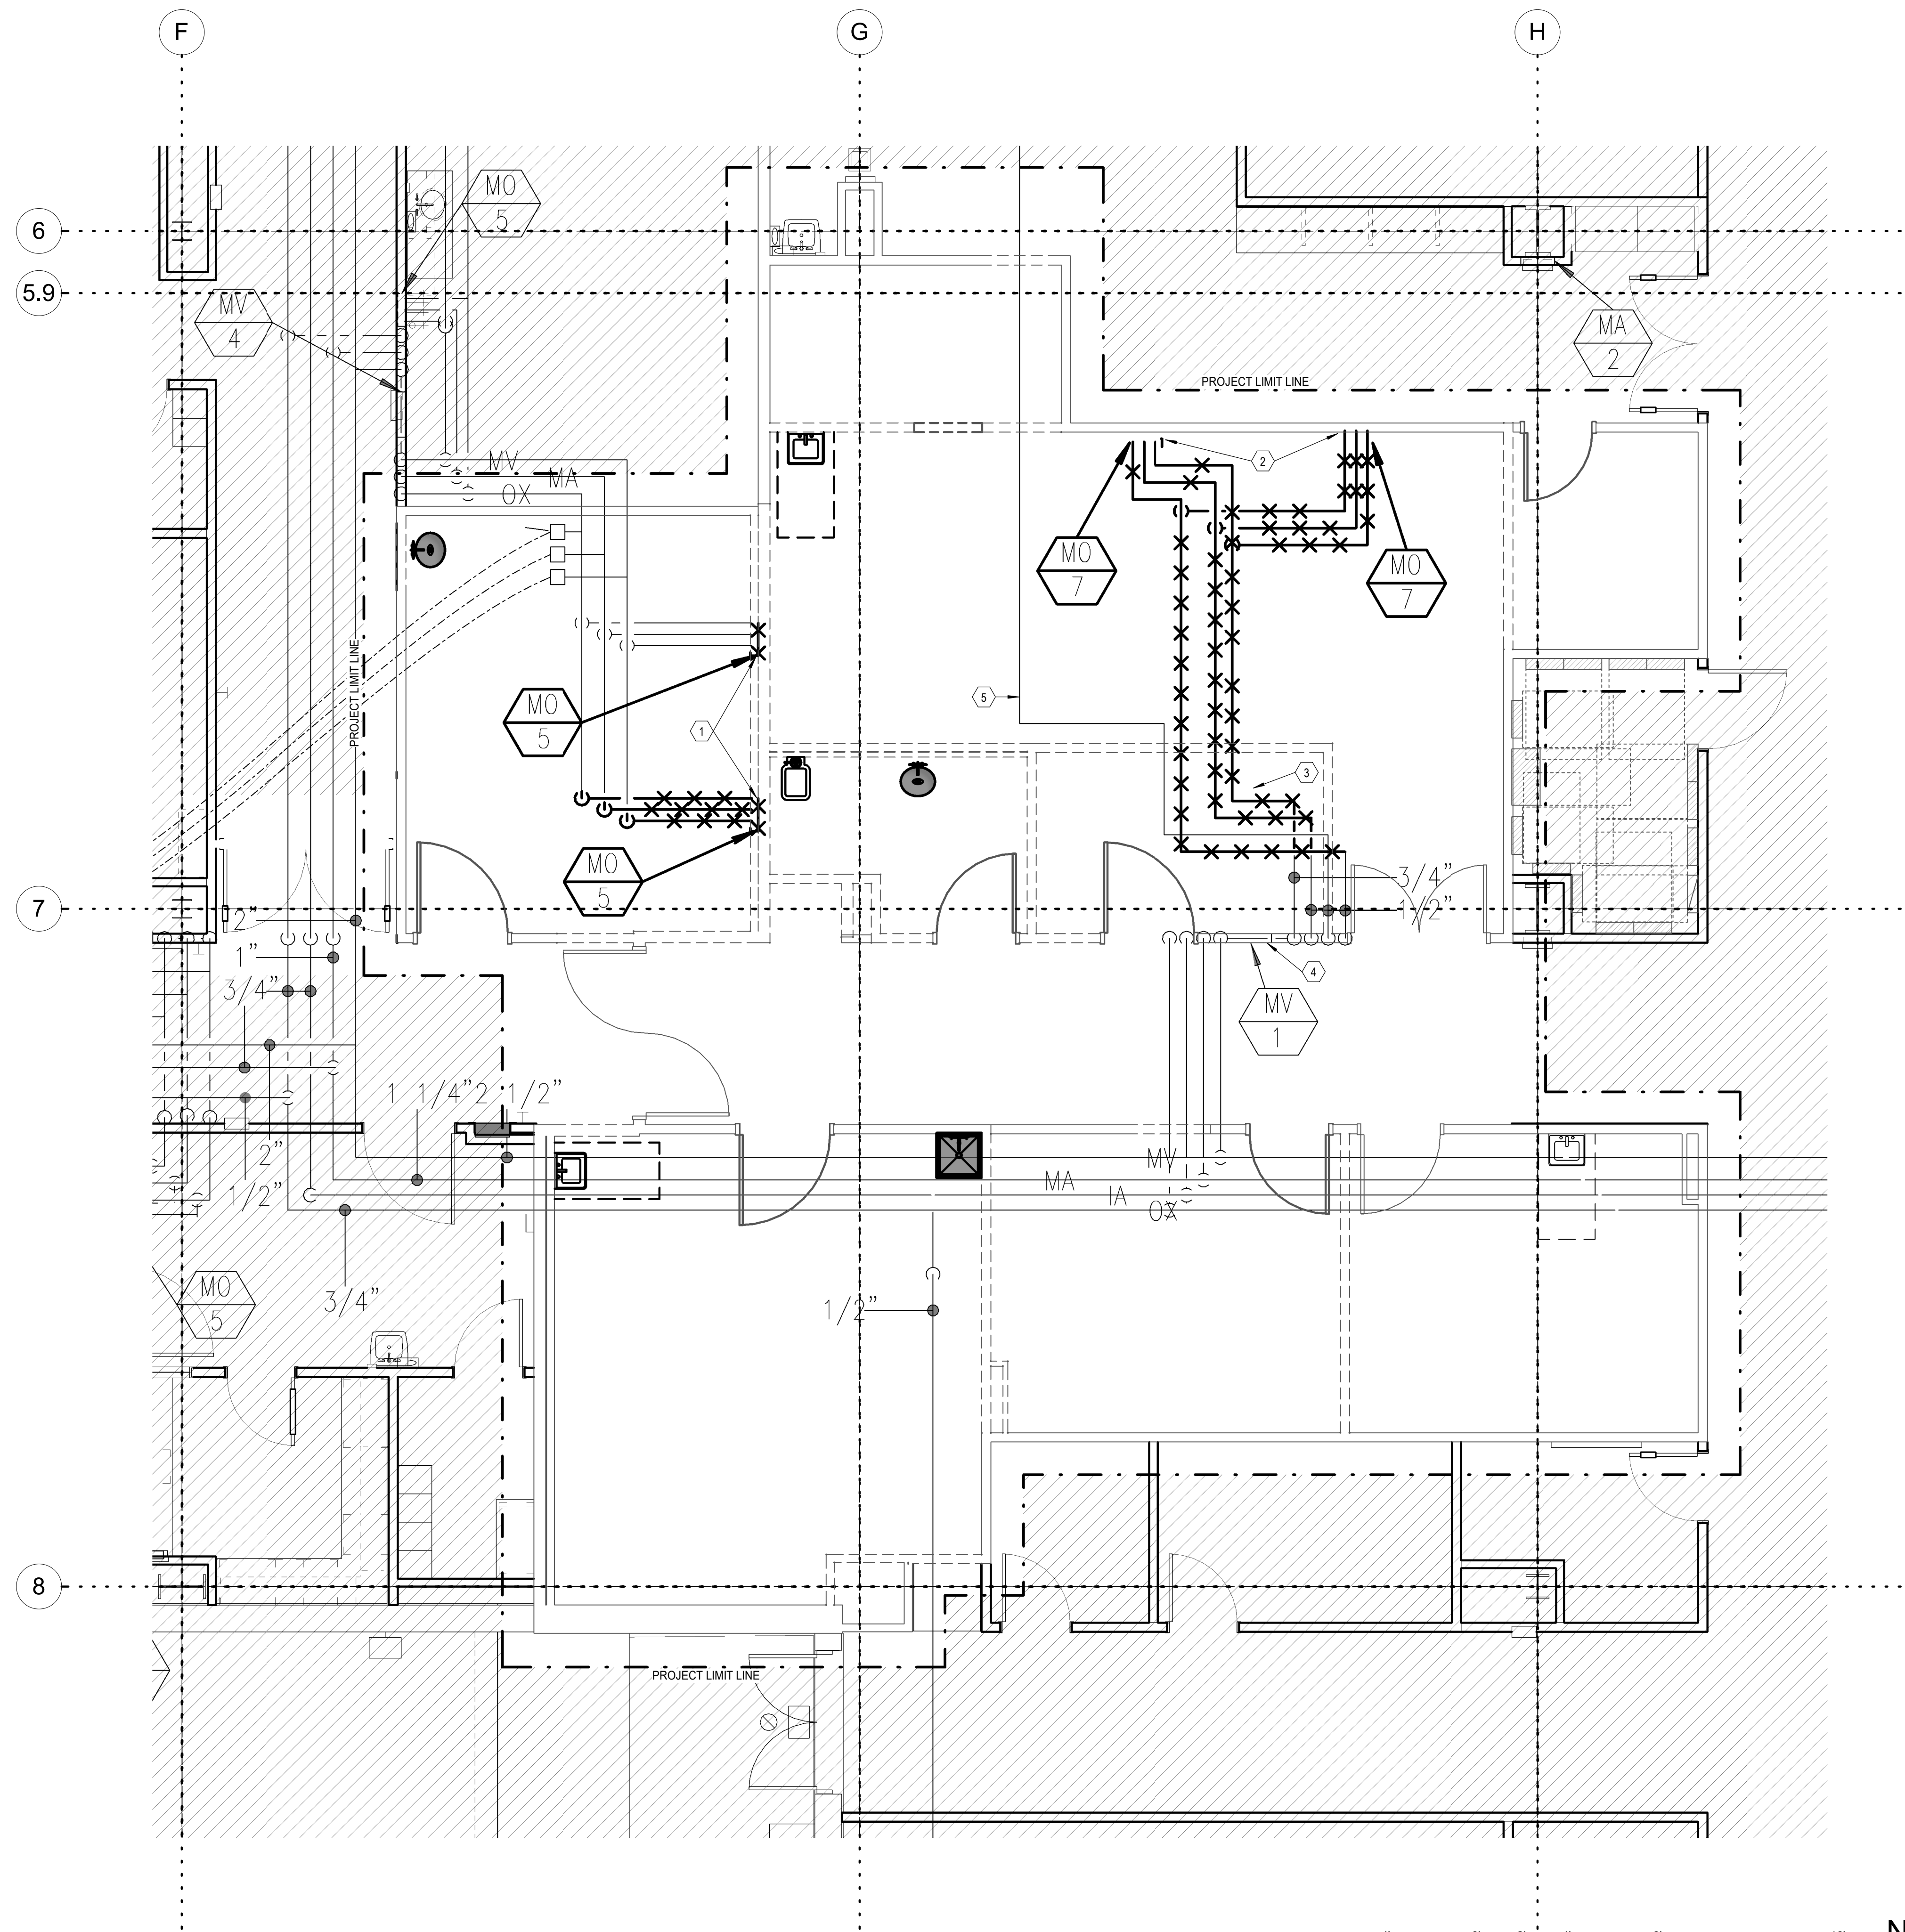 F
G
H
6
5.9
MO
5
MV
4
MA
2
PROJECT LIMIT LINE
MV
MA
OX
2
MO
7
MO
7
PROJECT LIMIT LINE
MO
5
1
5
3
MO
5
3/4"
1/2"
7
2"
1"
3/4"
4
MV
1
1 1/4"
2 1/2"
2"
1/2"
MV
MA
IA
OX
MO
5
3/4"
1/2"
8
PROJECT LIMIT LINE
N